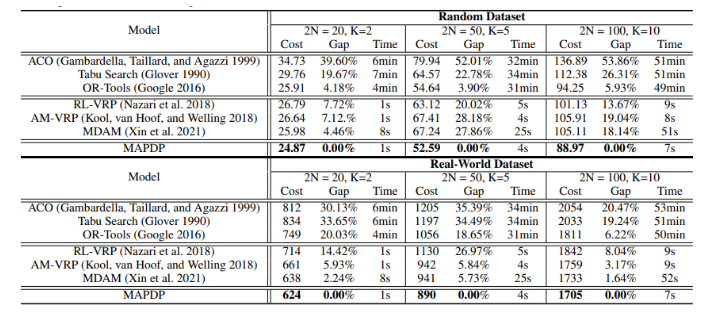 Random Dataset
Model 2N = 20, K=2 2N = 50, K=5 2N = 100, K=10
Cost Gap Time Cost Gap Time Cost Gap Time
ACO (Gambardella, Taillard, and Agazzi 1999) 34.73 39.60% 6min 79.94 52.01% 32min 136.89 53.86% 51min
Tabu Search (Glover 1990) 29.76 19.67% 7min 64.57 22.78% 34min 112.38 26.31% 51min
OR-Tools (Google 2016) 25.91 4.18% 4min 54.64 3.90% 31min 94.25 5.93% 49min
RL-VRP (Nazari et al. 2018) 26.79 7.72% 1s 63.12 20.02% 5s 101.13 13.67% 9s
AM-VRP (Kool, van Hoof, and Welling 2018) 26.64 7.12.% 1s 67.41 28.18% 4s 105.91 19.04% 8s
MDAM (Xin et al. 2021) 25.98 4.46% 8s 67.24 27.86% 25s 105.11 18.14% 51s
MAPDP 24.87 0.00% 1s 52.59 0.00% 4s 88.97 0.00% 7s
Real-World Dataset
Model 2N = 20, K=2 2N = 50, K=5 2N = 100, K=10
Cost Gap Time Cost Gap Time Cost Gap Time
ACO (Gambardella, Taillard, and Agazzi 1999) 812 30.13% 6min 1205 35.39% 34min 2054 20.47% 53min
Tabu Search (Glover 1990) 834 33.65% 6min 1197 34.49% 34min 2033 19.24% 51min
OR-Tools (Google 2016) 749 20.03% 4min 1056 18.65% 31min 1811 6.22% 50min
RL-VRP (Nazari et al. 2018) 714 14.42% 1s 1130 26.97% 5s 1842 8.04% 9s
AM-VRP (Kool, van Hoof, and Welling 2018) 661 5.93% 1s 942 5.84% 4s 1759 3.17% 9s
MDAM (Xin et al. 2021) 638 2.24% 8s 941 5.73% 25s 1733 1.64% 52s
MAPDP 624 0.00% 1s 890 0.00% 4s 1705 0.00% 7s